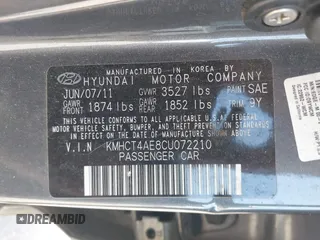 MANUFACTURED IN KOREA BY
HYUNDAI MOTOR COMPANY
JUN/07/11 GVWR 3527 lbs PAINT SAE
GAWR FRONT 1874 lbs GAWR REAR 1852 lbs TRIM 9Y
THIS VEHICLE CONFORMS TO ALL APPLICABLE U.S.A FEDERAL
MOTOR VEHICLE SAFETY, BUMPER AND THEFT PREVENTION STANDARDS
IN EFFECT ON THE DATE OF MANUFACTURE SHOWN ABOVE.
V.I.N KMHCT4AE8CU072210
PASSENGER CAR